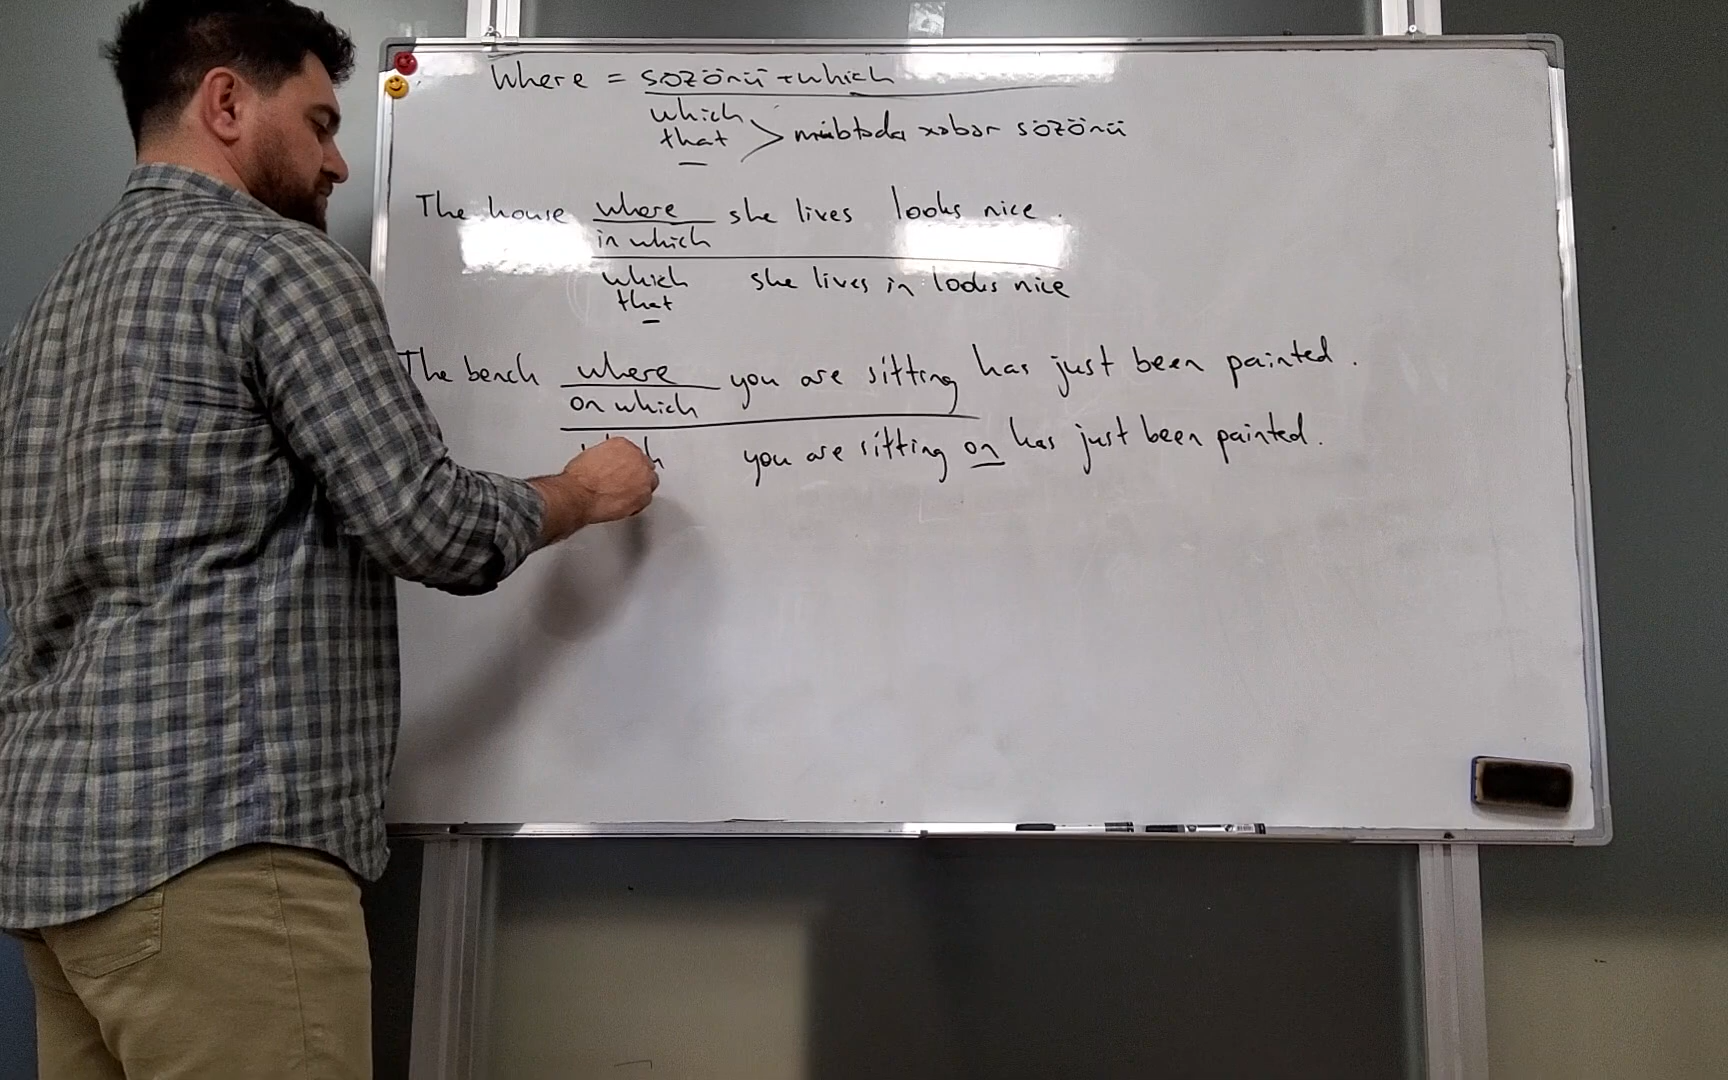 Where = sözönü + which
which
that > mübtəda xəbər sözönü
The house where she lives looks nice.
in which
which she lives in looks nice
that
The bench where you are sitting has just been painted.
on which
you are sitting on has just been painted.